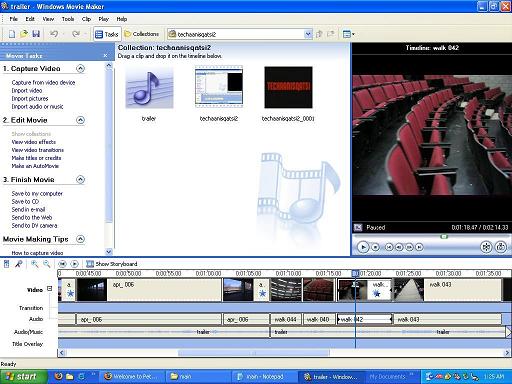 trailer - Windows Movie Maker
File Edit View Tools Clip Play Help
Tasks Collections techaanisqatsi2
Movie Tasks
1. Capture Video
Capture from video device
Import video
Import pictures
Import audio or music
2. Edit Movie
Show collections
View video effects
View video transitions
Make titles or credits
Make an AutoMovie
3. Finish Movie
Save to my computer
Save to CD
Send in e-mail
Send to the Web
Send to DV camera
Movie Making Tips
How to capture video
Collection: techaanisqatsi2
Drag a clip and drop it on the timeline below.
trailer
techaanisqatsi2
TECHAANISQATSI
techaanisqatsi2_0001
Timeline: walk 042
Paused
0:01:18.47 / 0:02:14.33
Show Storyboard
0:00:45.00 0:00:50.00 0:00:55.00 0:01:00.00 0:01:05.00 0:01:10.00 0:01:15.00 0:01:20.00 0:01:25.00 0:01:30.00 0:01:35.00
Video
a... apr_ 006 a... walk... walk 043
Transition
Audio
apr_ 006 apr_ 006 walk 044 walk 040 walk 042 walk 043
Audio/Music
trailer trailer trailer
Title Overlay
Ready
start Welcome to Pet... main main - Notepad trailer - Window... My Documents 1:25 AM